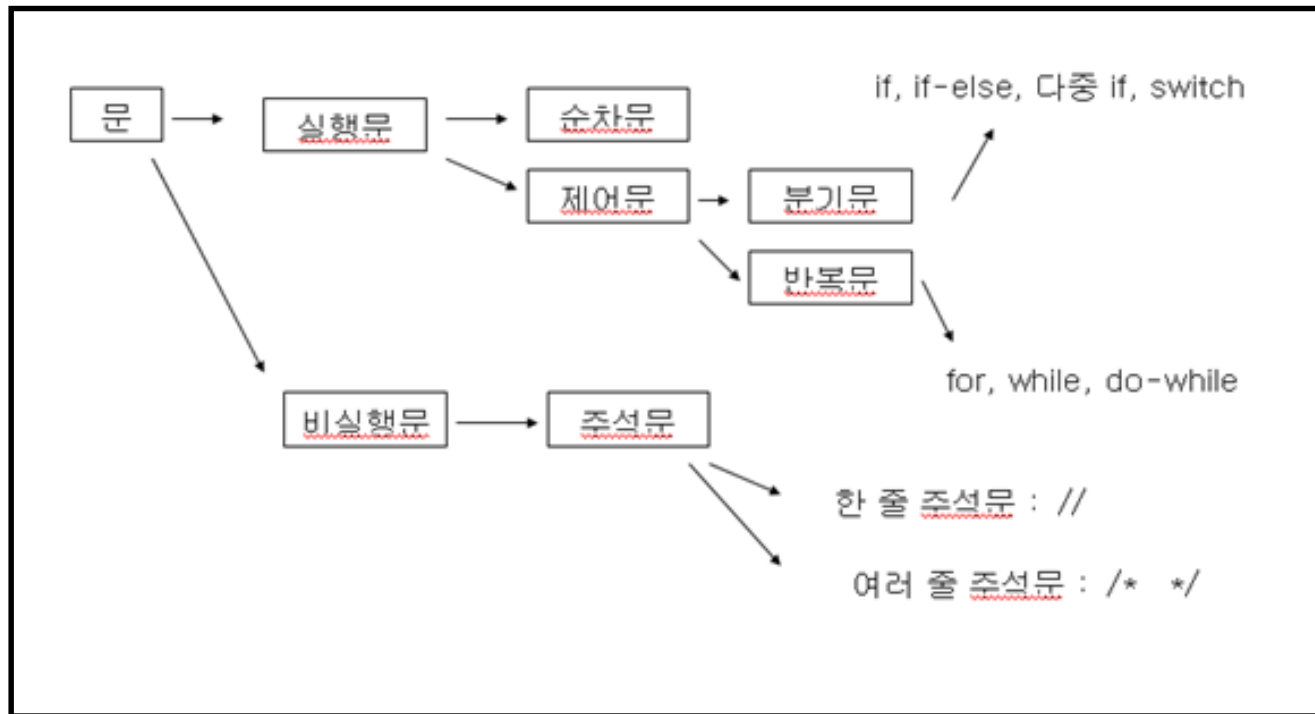 if, if-else, 다중 if, switch
문
실행문
순차문
제어문
분기문
반복문
for, while, do-while
비실행문
주석문
한 줄 주석문 : //
여러 줄 주석문 : /* */